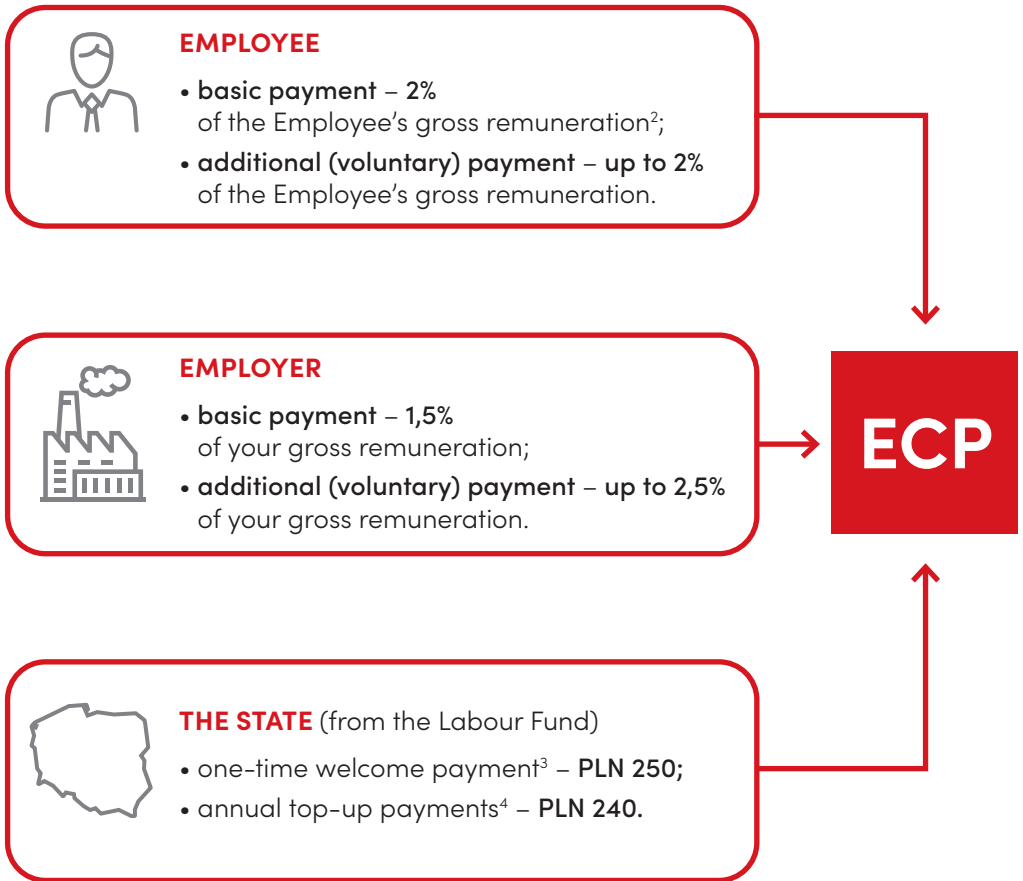 EMPLOYEE
• basic payment – 2%
of the Employee's gross remuneration²;
• additional (voluntary) payment – up to 2%
of the Employee's gross remuneration.
EMPLOYER
• basic payment – 1,5%
of your gross remuneration;
• additional (voluntary) payment – up to 2,5%
of your gross remuneration.
ECP
THE STATE (from the Labour Fund)
• one-time welcome payment³ – PLN 250;
• annual top-up payments⁴ – PLN 240.